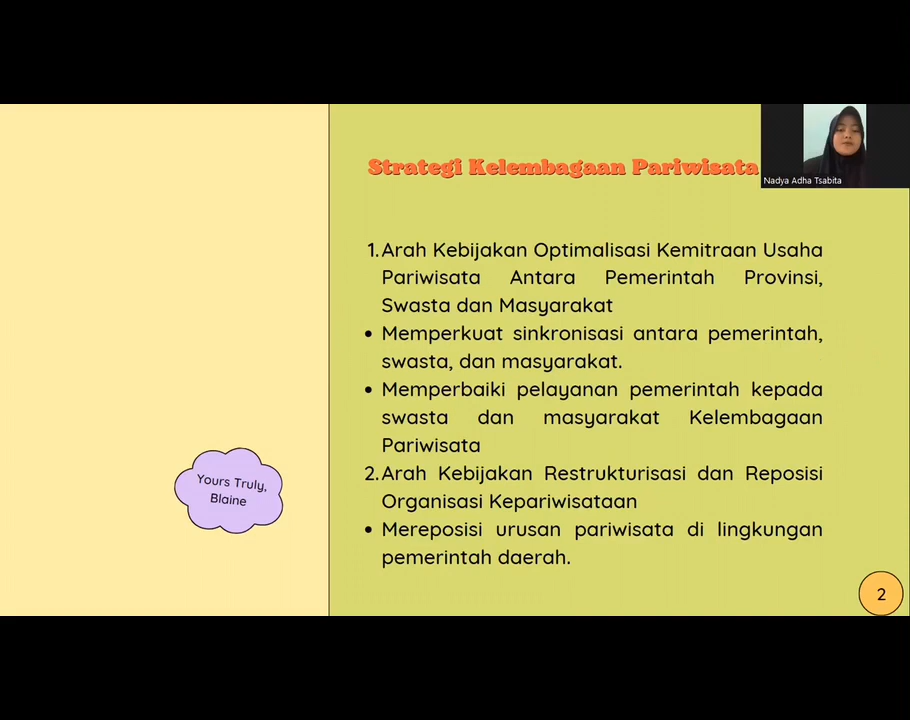 Strategi Kelembagaan Pariwisata
Nadya Adha Tsabita
1. Arah Kebijakan Optimalisasi Kemitraan Usaha
Pariwisata Antara Pemerintah Provinsi,
Swasta dan Masyarakat
• Memperkuat sinkronisasi antara pemerintah,
swasta, dan masyarakat.
• Memperbaiki pelayanan pemerintah kepada
swasta dan masyarakat Kelembagaan
Pariwisata
2. Arah Kebijakan Restrukturisasi dan Reposisi
Organisasi Kepariwisataan
• Mereposisi urusan pariwisata di lingkungan
pemerintah daerah.
Yours Truly,
Blaine
2